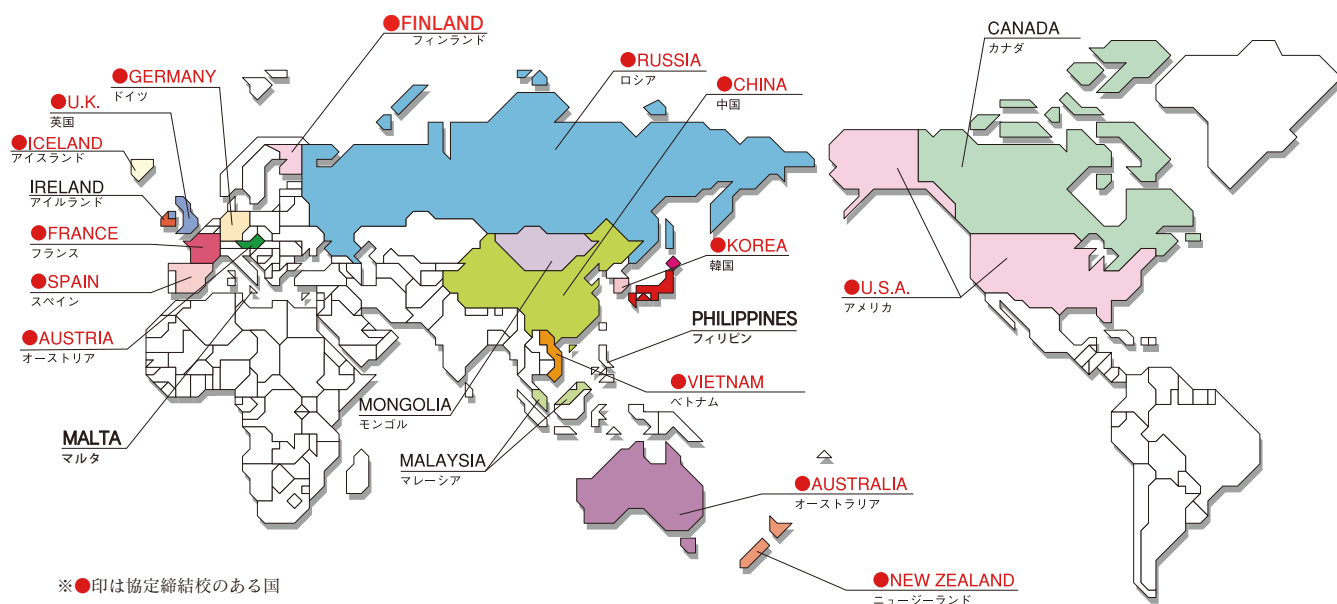 ●FINLAND
フィンランド
●GERMANY
ドイツ
●U.K.
英国
●ICELAND
アイスランド
IRELAND
アイルランド
●FRANCE
フランス
●SPAIN
スペイン
●AUSTRIA
オーストリア
MALTA
マルタ
●RUSSIA
ロシア
●CHINA
中国
●KOREA
韓国
PHILIPPINES
フィリピン
●VIETNAM
ベトナム
MONGOLIA
モンゴル
MALAYSIA
マレーシア
CANADA
カナダ
●U.S.A.
アメリカ
●AUSTRALIA
オーストラリア
●NEW ZEALAND
ニュージーランド
※●印は協定締結校のある国